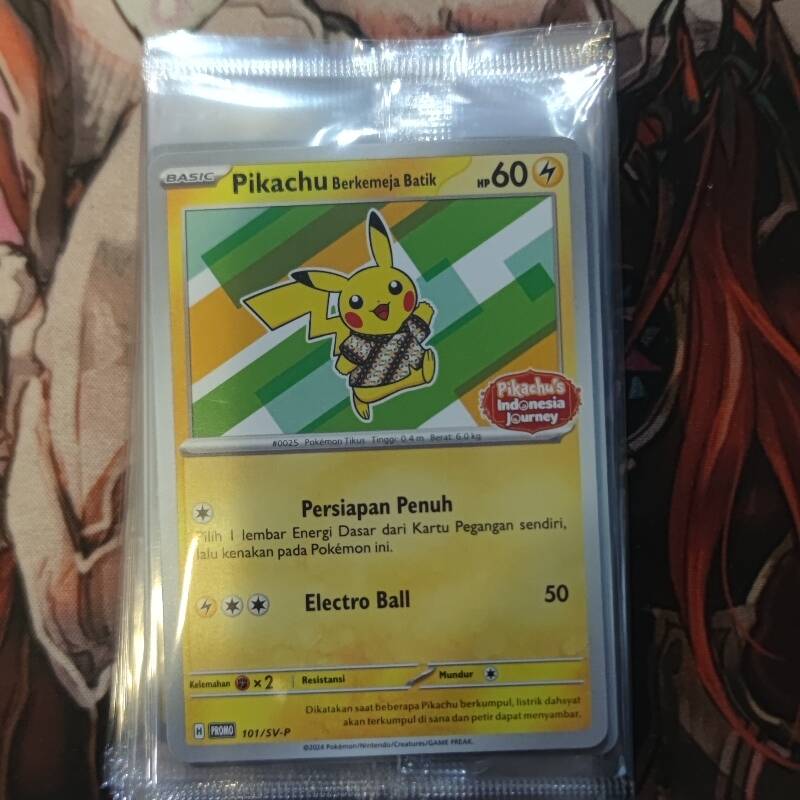 BASIC Pikachu Berkemeja Batik HP 60
Pikachu's
Indonesia
Journey
#0025 Pokémon Tikus Tinggi: 0.4 m Berat: 6.0 kg
Persiapan Penuh
Pilih 1 lembar Energi Dasar dari Kartu Pegangan sendiri,
lalu kenakan pada Pokémon ini.
Electro Ball 50
Kelemahan ×2 Resistansi Mundur
Dikatakan saat beberapa Pikachu berkumpul, listrik dahsyat
akan terkumpul di sana dan petir dapat menyambar.
H PROMO 101/SV-P
©2024 Pokémon/Nintendo/Creatures/GAME FREAK.